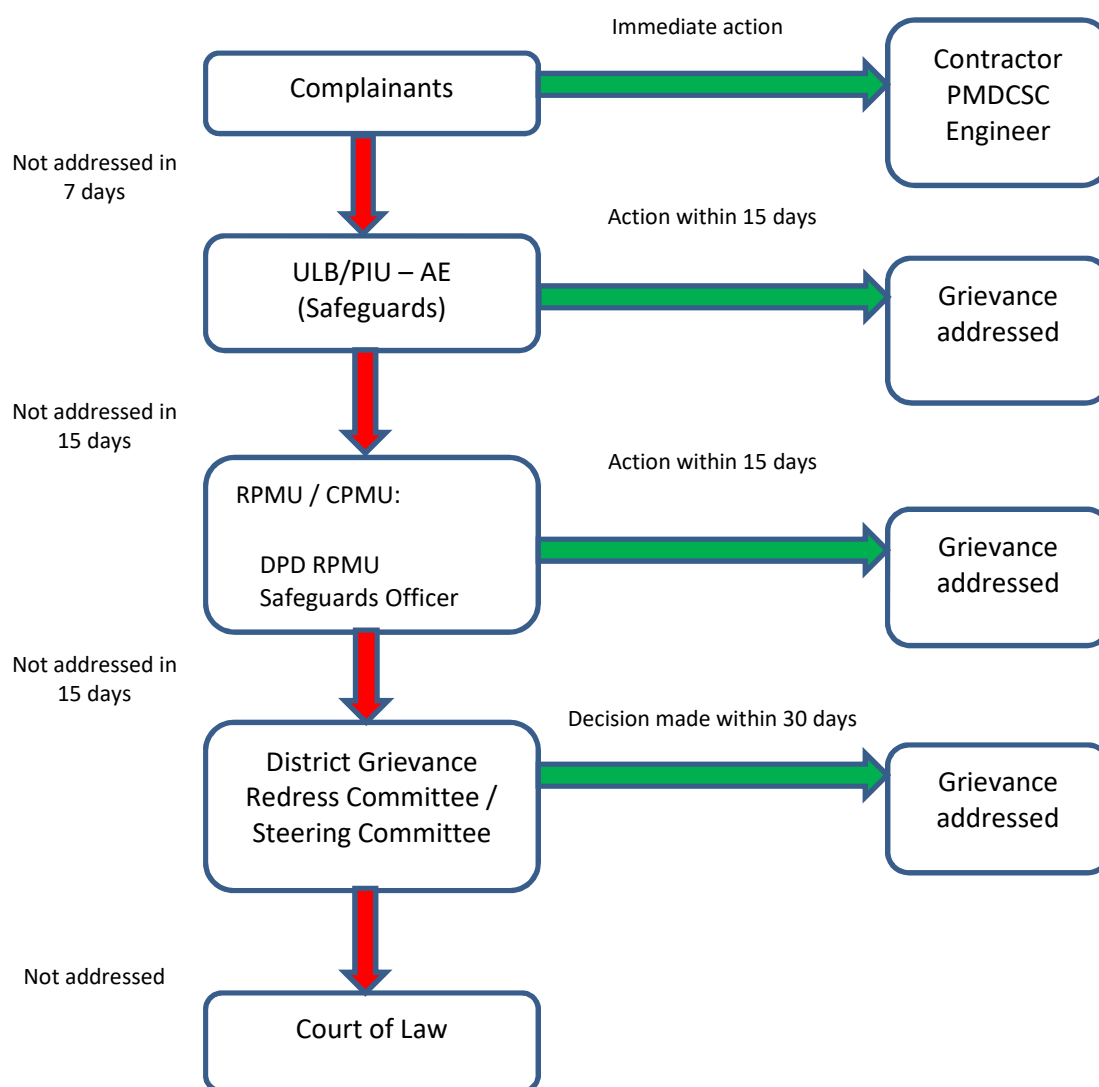 Immediate action
Complainants
Contractor
PMDCSC
Engineer
Not addressed in
7 days
Action within 15 days
ULB/PIU – AE
(Safeguards)
Grievance
addressed
Not addressed in
15 days
Action within 15 days
RPMU / CPMU:
DPD RPMU
Safeguards Officer
Grievance
addressed
Not addressed in
15 days
Decision made within 30 days
District Grievance
Redress Committee /
Steering Committee
Grievance
addressed
Not addressed
Court of Law